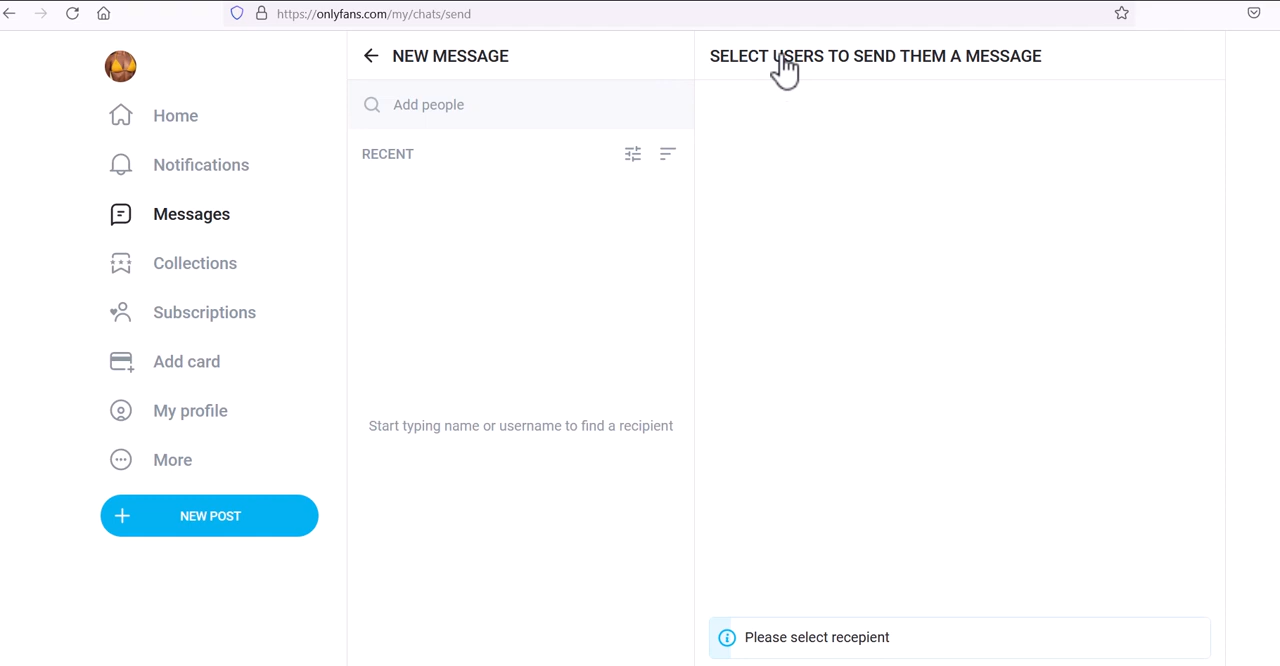 https://onlyfans.com/my/chats/send
Home
Notifications
Messages
Collections
Subscriptions
Add card
My profile
More
NEW POST
NEW MESSAGE
Add people
RECENT
Start typing name or username to find a recipient
SELECT USERS TO SEND THEM A MESSAGE
Please select recepient